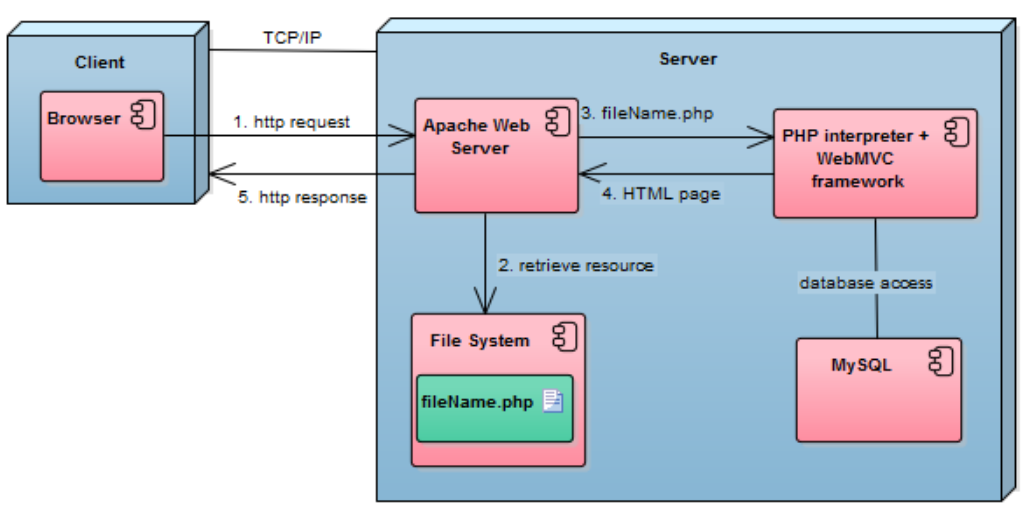 TCP/IP
Client
Server
Browser
1. http request
Apache Web
Server
3. fileName.php
PHP interpreter +
WebMVC
framework
5. http response
4. HTML page
2. retrieve resource
database access
File System
fileName.php
MySQL